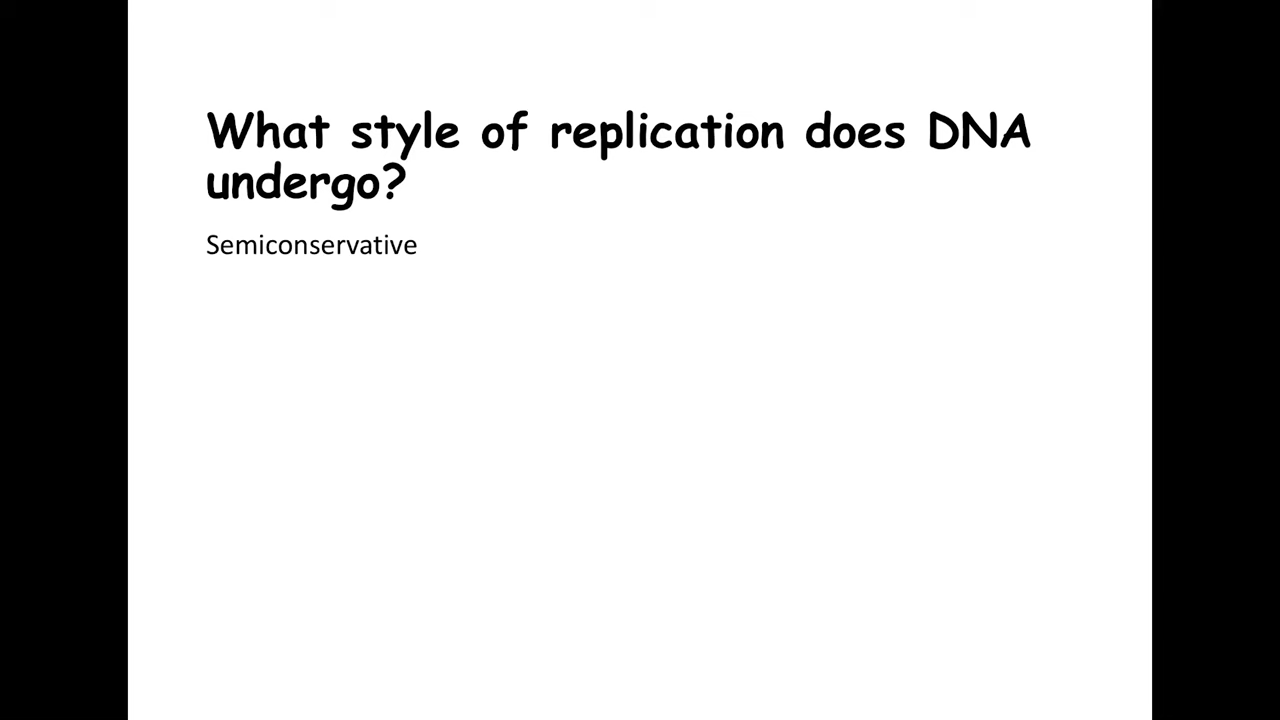 What style of replication does DNA
undergo?
Semiconservative